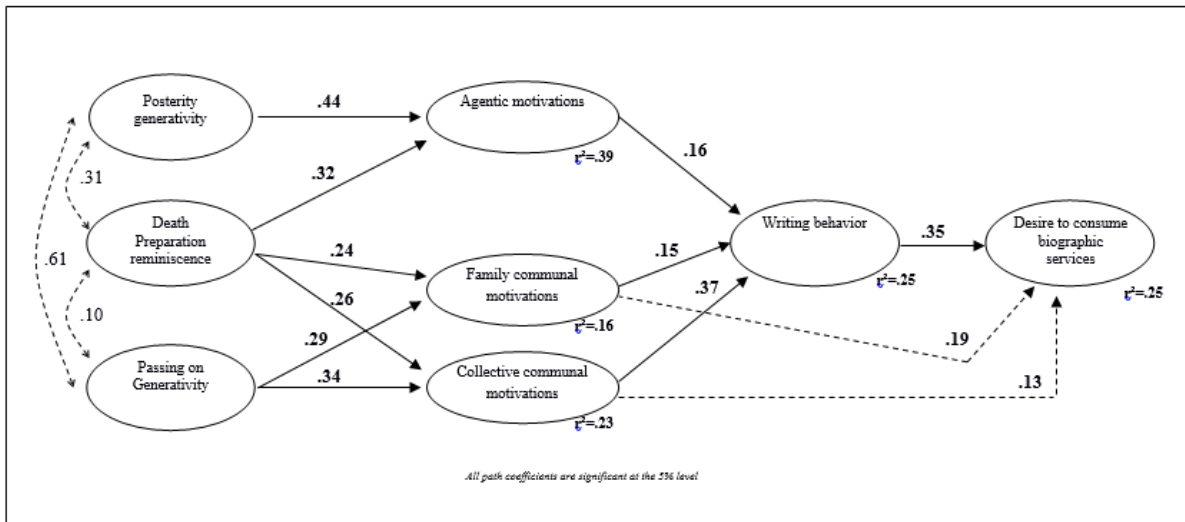 Posterity
generativity
.44
Agentic motivations
r²=.39
.31
.32
.16
Death
Preparation
reminiscence
.61
.24
.26
Writing behavior
r²=.25
.35
Desire to consume
biographic
services
r²=.25
.15
Family communal
motivations
r²=.16
.37
.10
.29
.34
.19
Passing on
Generativity
Collective communal
motivations
r²=.23
.13
All path coefficients are significant at the 5% level